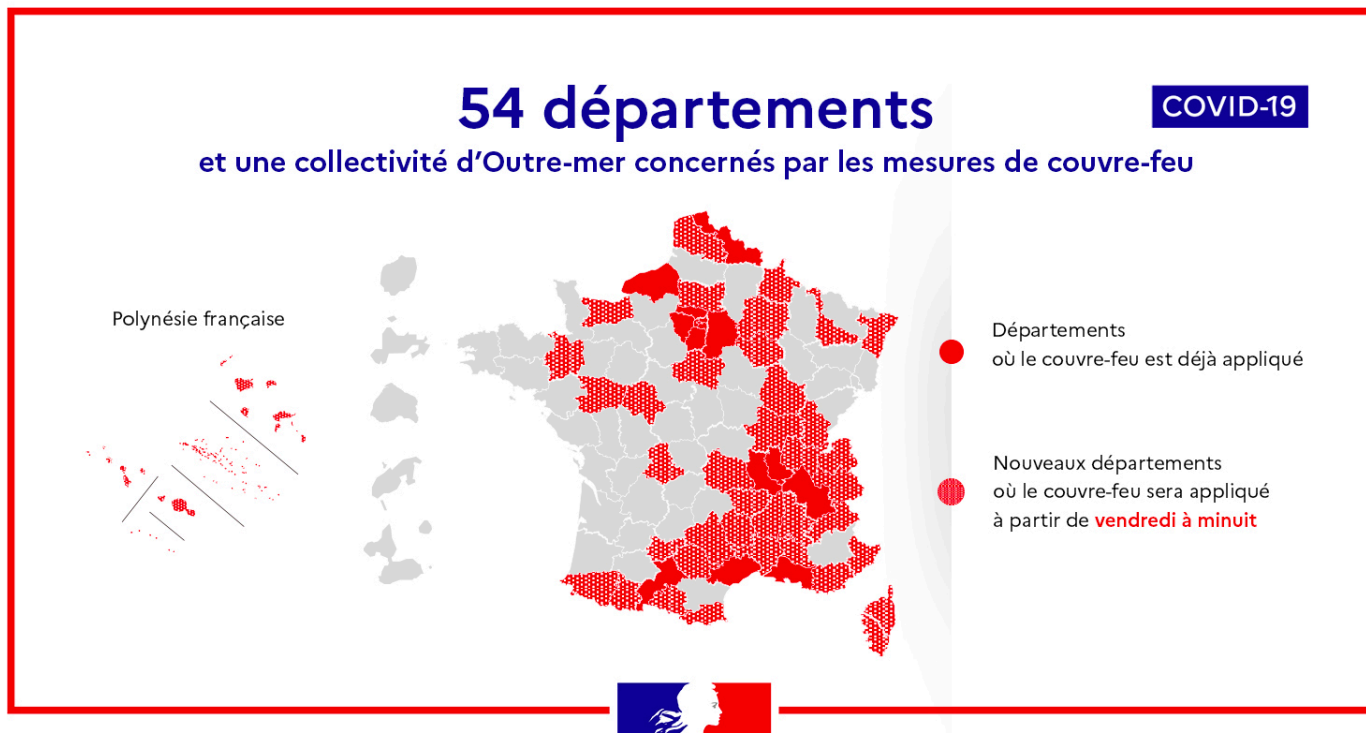 54 départements
COVID-19
et une collectivité d'Outre-mer concernés par les mesures de couvre-feu
Polynésie française
Départements
où le couvre-feu est déjà appliqué
Nouveaux départements
où le couvre-feu sera appliqué
à partir de vendredi à minuit